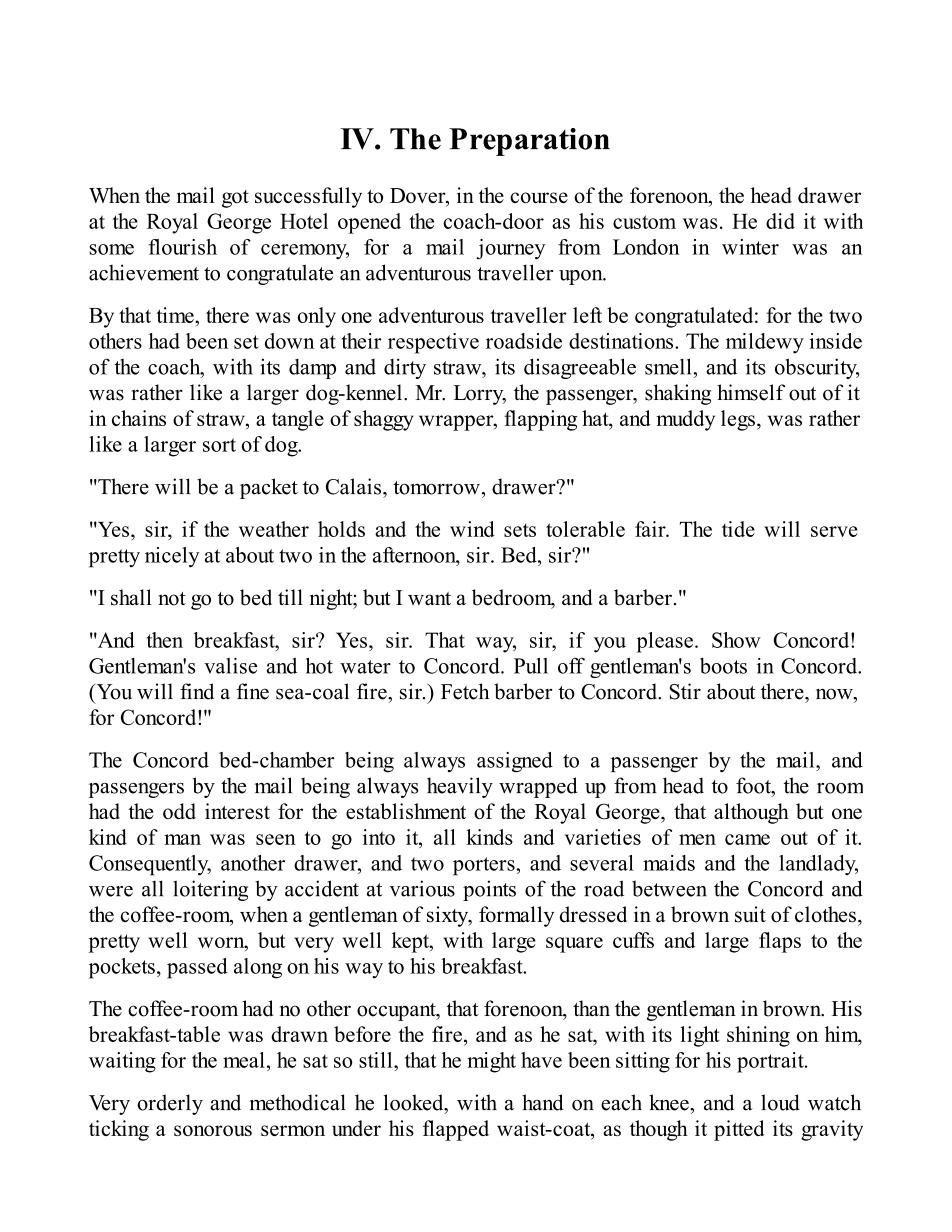 IV. The Preparation
When the mail got successfully to Dover, in the course of the forenoon, the head drawer
at the Royal George Hotel opened the coach-door as his custom was. He did it with
some flourish of ceremony, for a mail journey from London in winter was an
achievement to congratulate an adventurous traveller upon.
By that time, there was only one adventurous traveller left be congratulated: for the two
others had been set down at their respective roadside destinations. The mildewy inside
of the coach, with its damp and dirty straw, its disagreeable smell, and its obscurity,
was rather like a larger dog-kennel. Mr. Lorry, the passenger, shaking himself out of it
in chains of straw, a tangle of shaggy wrapper, flapping hat, and muddy legs, was rather
like a larger sort of dog.
"There will be a packet to Calais, tomorrow, drawer?"
"Yes, sir, if the weather holds and the wind sets tolerable fair. The tide will serve
pretty nicely at about two in the afternoon, sir. Bed, sir?"
"I shall not go to bed till night; but I want a bedroom, and a barber."
"And then breakfast, sir? Yes, sir. That way, sir, if you please. Show Concord!
Gentleman's valise and hot water to Concord. Pull off gentleman's boots in Concord.
(You will find a fine sea-coal fire, sir.) Fetch barber to Concord. Stir about there, now,
for Concord!"
The Concord bed-chamber being always assigned to a passenger by the mail, and
passengers by the mail being always heavily wrapped up from head to foot, the room
had the odd interest for the establishment of the Royal George, that although but one
kind of man was seen to go into it, all kinds and varieties of men came out of it.
Consequently, another drawer, and two porters, and several maids and the landlady,
were all loitering by accident at various points of the road between the Concord and
the coffee-room, when a gentleman of sixty, formally dressed in a brown suit of clothes,
pretty well worn, but very well kept, with large square cuffs and large flaps to the
pockets, passed along on his way to his breakfast.
The coffee-room had no other occupant, that forenoon, than the gentleman in brown. His
breakfast-table was drawn before the fire, and as he sat, with its light shining on him,
waiting for the meal, he sat so still, that he might have been sitting for his portrait.
Very orderly and methodical he looked, with a hand on each knee, and a loud watch
ticking a sonorous sermon under his flapped waist-coat, as though it pitted its gravity